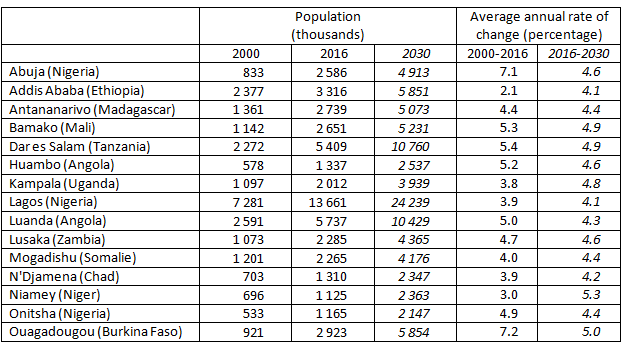 Population Average annual rate of
(thousands) change (percentage)
2000 2016 2030 2000-2016 2016-2030
Abuja (Nigeria) 833 2 586 4 913 7.1 4.6
Addis Ababa (Ethiopia) 2 377 3 316 5 851 2.1 4.1
Antananarivo (Madagascar) 1 361 2 739 5 073 4.4 4.4
Bamako (Mali) 1 142 2 651 5 231 5.3 4.9
Dar es Salam (Tanzania) 2 272 5 409 10 760 5.4 4.9
Huambo (Angola) 578 1 337 2 537 5.2 4.6
Kampala (Uganda) 1 097 2 012 3 939 3.8 4.8
Lagos (Nigeria) 7 281 13 661 24 239 3.9 4.1
Luanda (Angola) 2 591 5 737 10 429 5.0 4.3
Lusaka (Zambia) 1 073 2 285 4 365 4.7 4.6
Mogadishu (Somalie) 1 201 2 265 4 176 4.0 4.4
N'Djamena (Chad) 703 1 310 2 347 3.9 4.2
Niamey (Niger) 696 1 125 2 363 3.0 5.3
Onitsha (Nigeria) 533 1 165 2 147 4.9 4.4
Ouagadougou (Burkina Faso) 921 2 923 5 854 7.2 5.0